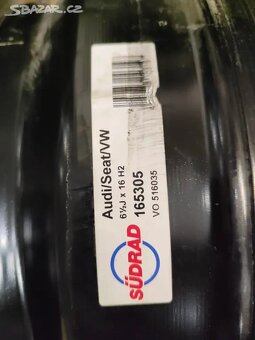 SBAZAR.CZ
Audi/Seat/VW
6½J x 16 H2
165305
VO 516035
SÜDRAD